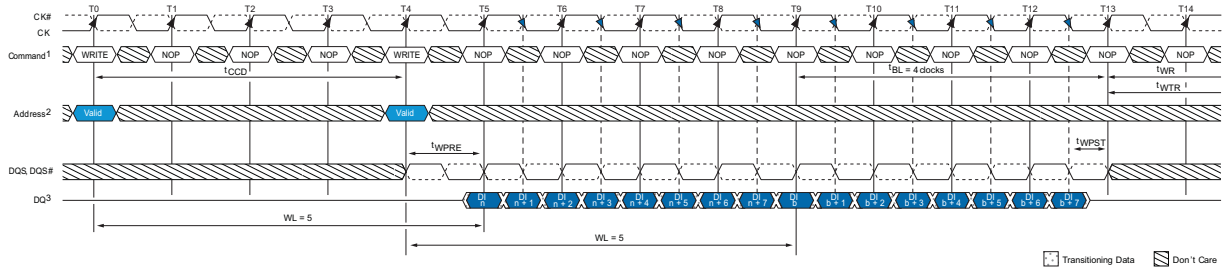 T0 T1 T2 T3 T4 T5 T6 T7 T8 T9 T10 T11 T12 T13 T14
CK#
CK
Command1 WRITE NOP NOP NOP WRITE NOP NOP NOP NOP NOP NOP NOP NOP NOP NOP
tCCD tBL = 4 clocks tWR
tWTR
Address2 Valid Valid
tWPRE tWPST
DQS, DQS#
DQ3 DI n DI n + 1 DI n + 2 DI n + 3 DI n + 4 DI n + 5 DI n + 6 DI n + 7 DI b DI b + 1 DI b + 2 DI b + 3 DI b + 4 DI b + 5 DI b + 6 DI b + 7
WL = 5
WL = 5
Transitioning Data Don't Care